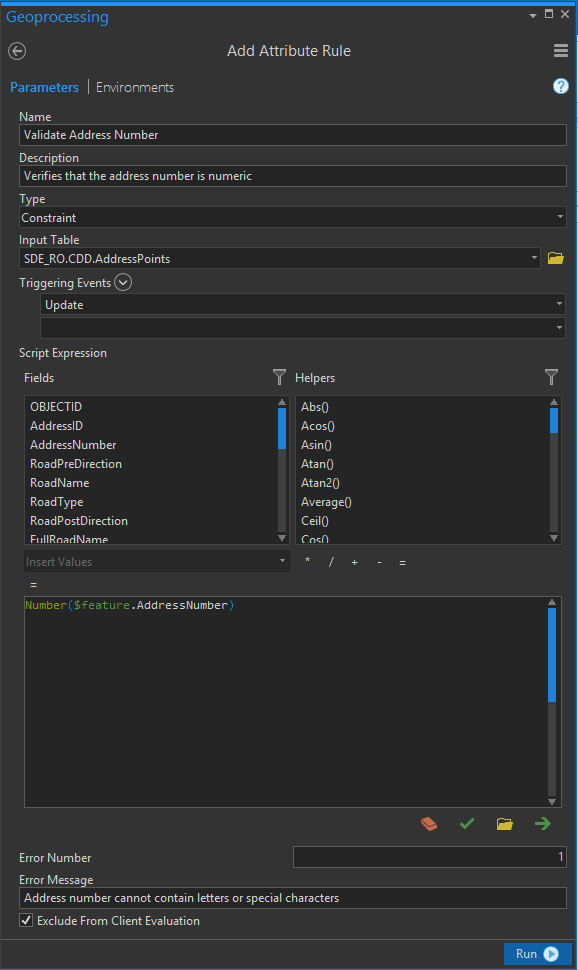 Geoprocessing
Add Attribute Rule
Parameters | Environments
?
Name
Validate Address Number
Description
Verifies that the address number is numeric
Type
Constraint
Input Table
SDE_RO.CDD.AddressPoints
Triggering Events
Update
Script Expression
Fields Helpers
OBJECTID Abs()
AddressID Acos()
AddressNumber Asin()
RoadPreDirection Atan()
RoadName Atan2()
RoadType Average()
RoadPostDirection Ceil()
FullRoadName Cos()
Insert Values * / + - =
=
Number($feature.AddressNumber)
Error Number 1
Error Message
Address number cannot contain letters or special characters
Exclude From Client Evaluation
Run